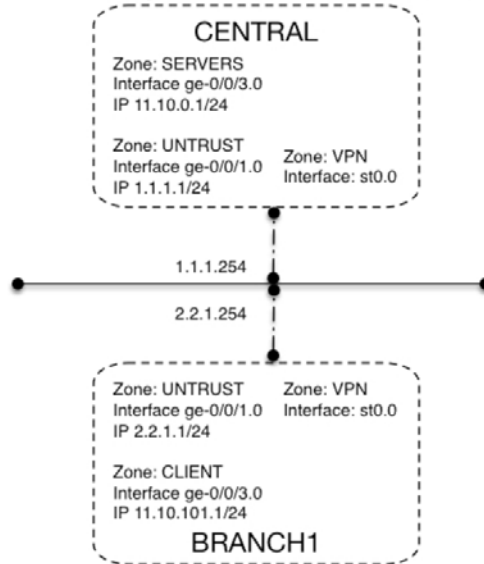 CENTRAL
Zone: SERVERS
Interface ge-0/0/3.0
IP 11.10.0.1/24
Zone: UNTRUST
Interface ge-0/0/1.0
IP 1.1.1.1/24
Zone: VPN
Interface: st0.0
1.1.1.254
2.2.1.254
Zone: UNTRUST
Interface ge-0/0/1.0
IP 2.2.1.1/24
Zone: VPN
Interface: st0.0
Zone: CLIENT
Interface ge-0/0/3.0
IP 11.10.101.1/24
BRANCH1